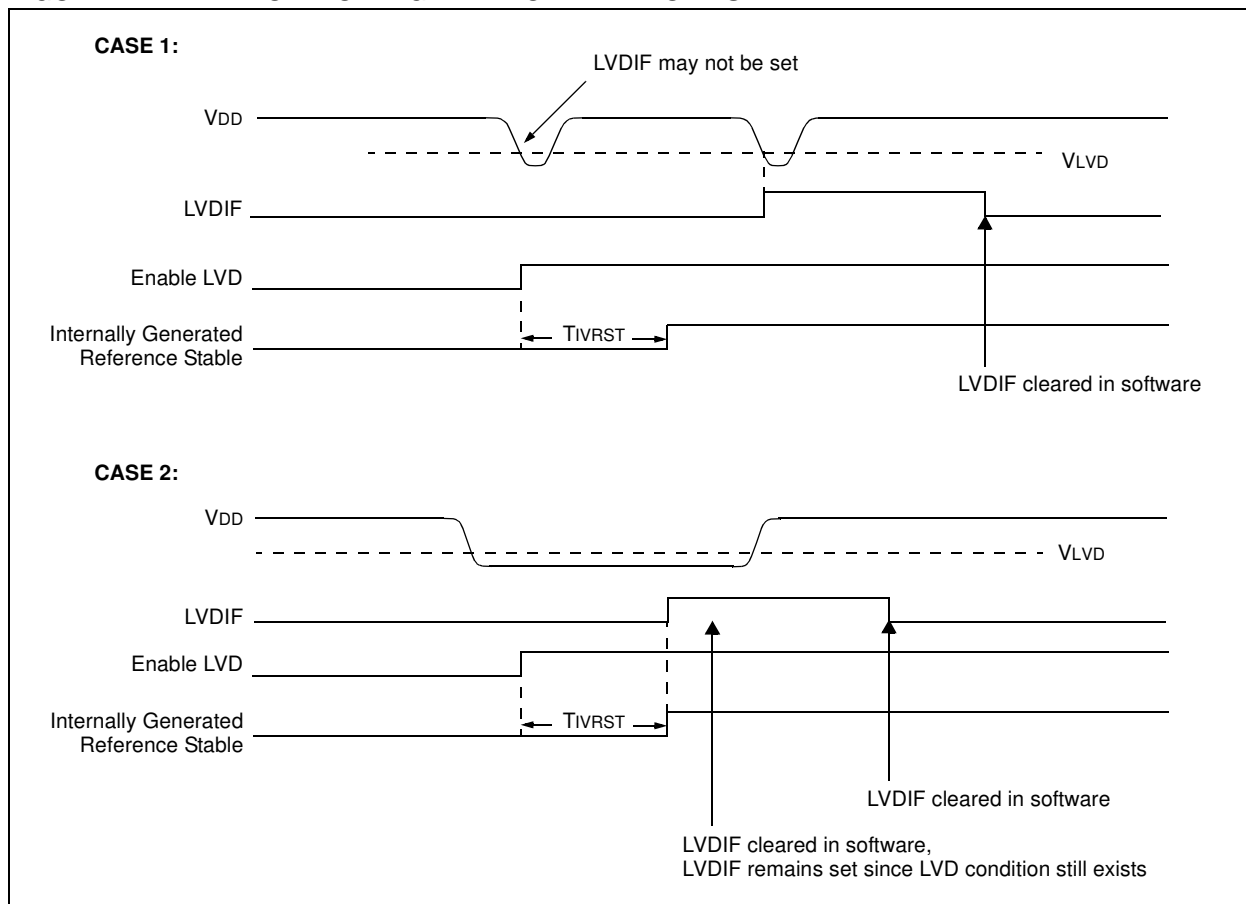 CASE 1:
LVDIF may not be set
VDD
VLVD
LVDIF
Enable LVD
Internally Generated
Reference Stable
TIVRST
LVDIF cleared in software
CASE 2:
VDD
VLVD
LVDIF
Enable LVD
Internally Generated
Reference Stable
TIVRST
LVDIF cleared in software
LVDIF cleared in software,
LVDIF remains set since LVD condition still exists